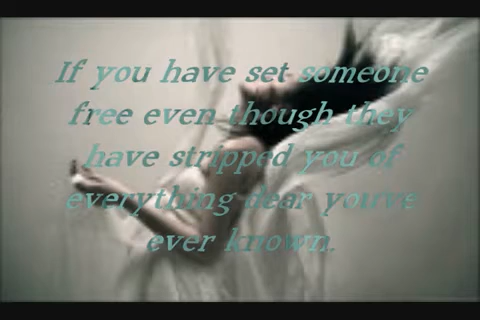 If you have set someone
free even though they
have stripped you of
everything dear you've
ever known.